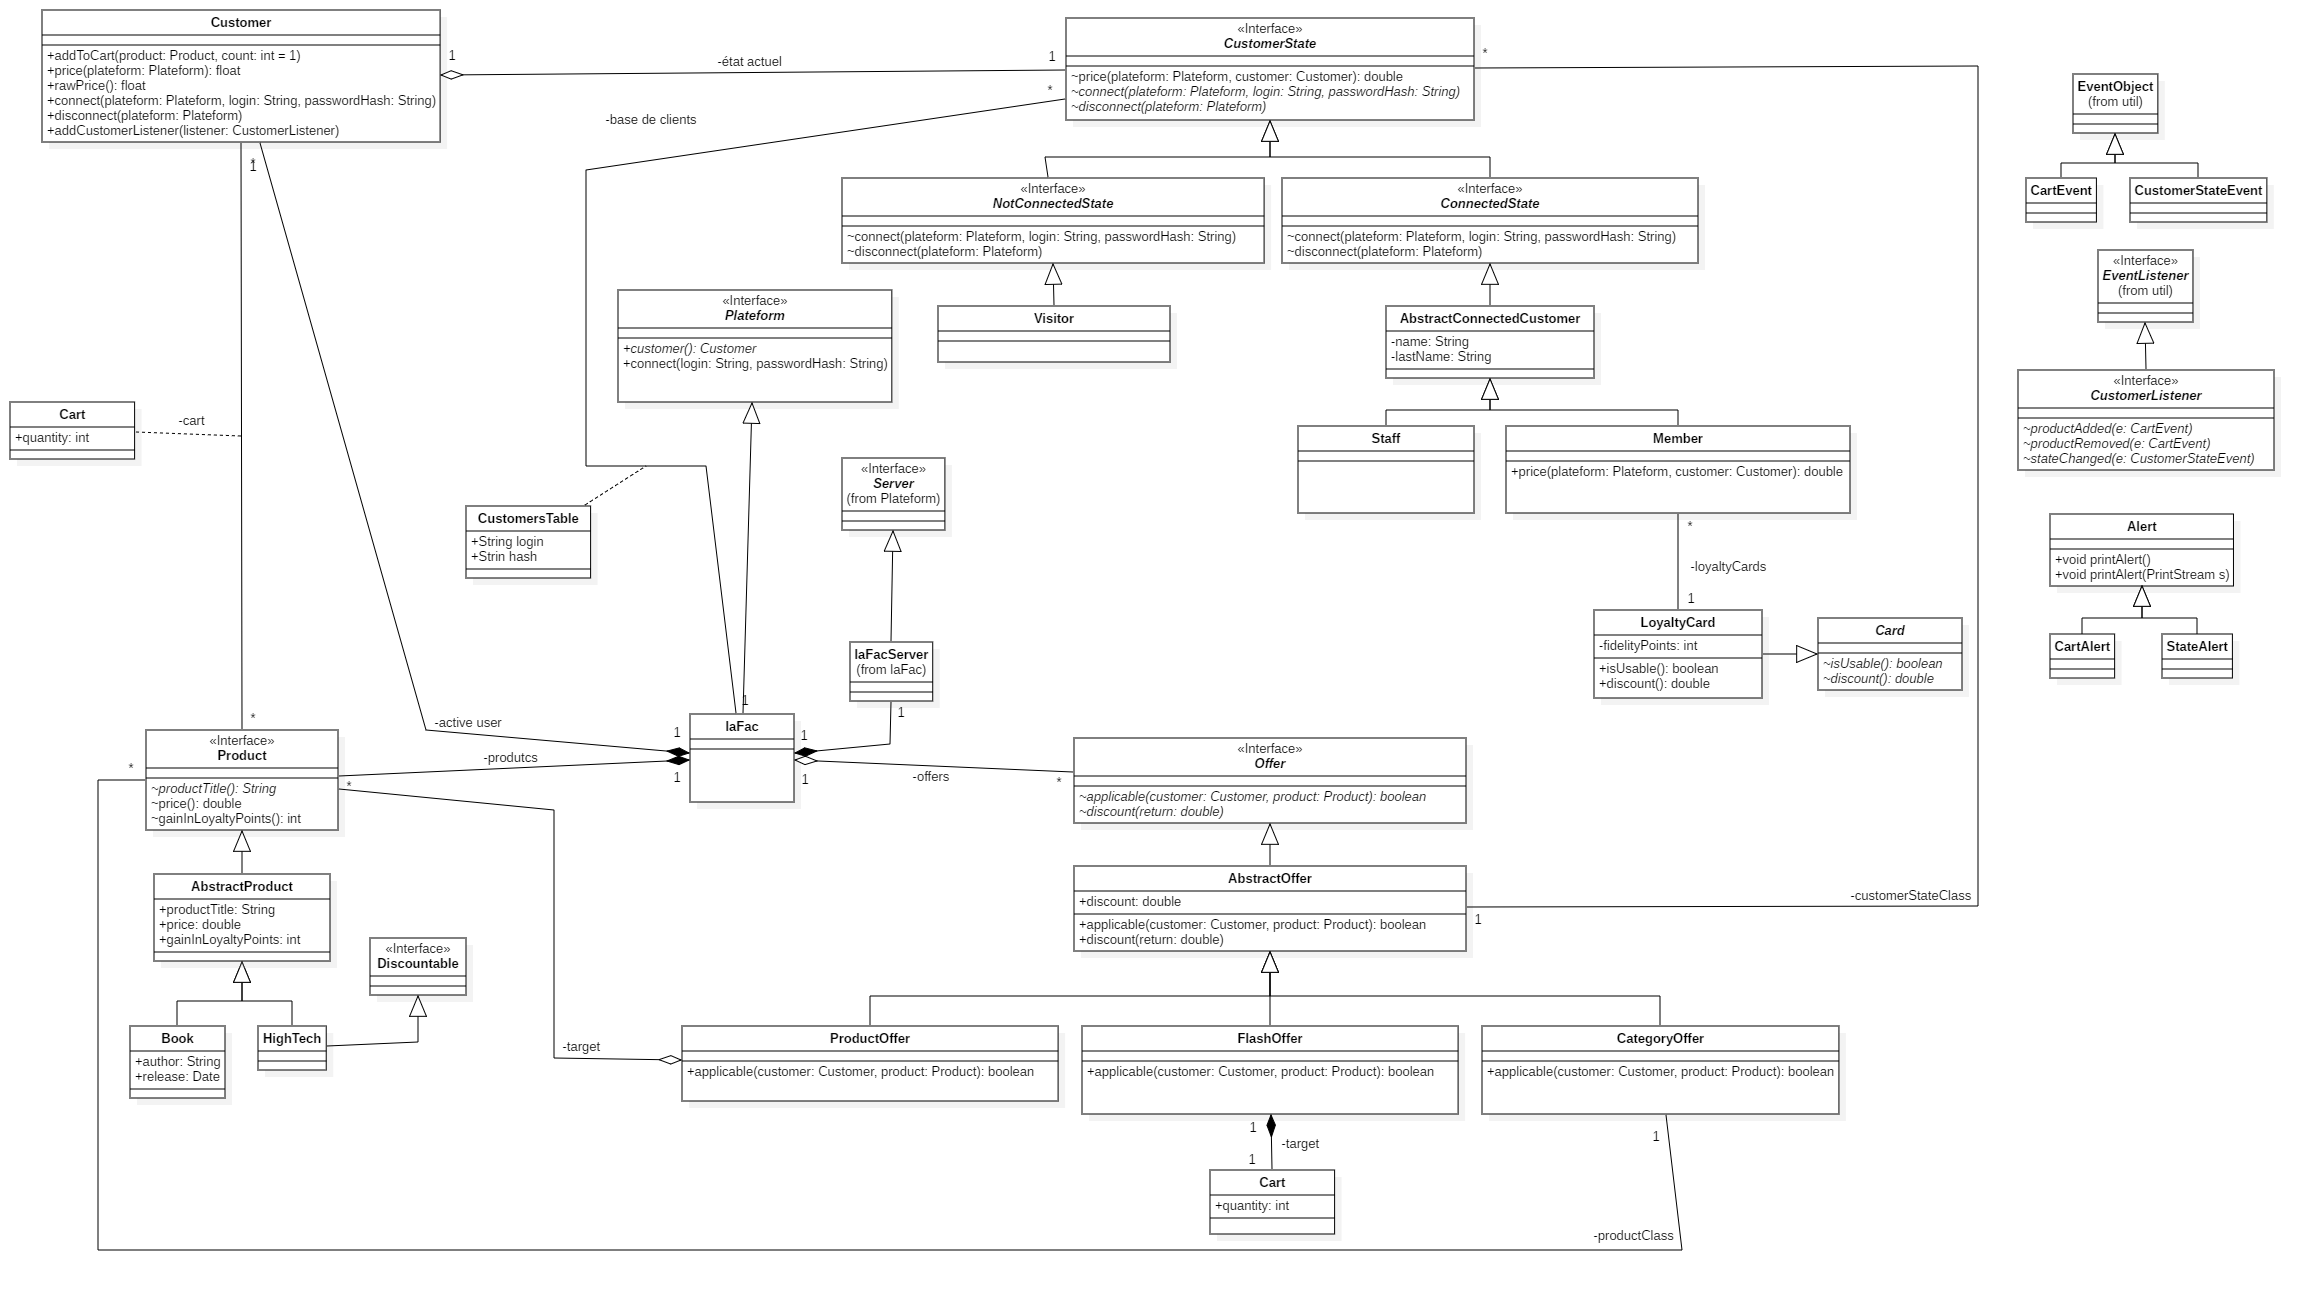 Customer
+addToCart(product: Product, count: int = 1)
+price(plateform: Plateform): float
+rawPrice(): float
+connect(plateform: Plateform, login: String, passwordHash: String)
+disconnect(plateform: Plateform)
+addCustomerListener(listener: CustomerListener)
1
-état actuel
1
«Interface»
CustomerState
~price(plateform: Plateform, customer: Customer): double
~connect(plateform: Plateform, login: String, passwordHash: String)
~disconnect(plateform: Plateform)
*
*
-base de clients
*
1
EventObject
(from util)
CartEvent
CustomerStateEvent
«Interface»
NotConnectedState
~connect(plateform: Plateform, login: String, passwordHash: String)
~disconnect(plateform: Plateform)
«Interface»
ConnectedState
~connect(plateform: Plateform, login: String, passwordHash: String)
~disconnect(plateform: Plateform)
«Interface»
EventListener
(from util)
«Interface»
Plateform
+customer(): Customer
+connect(login: String, passwordHash: String)
Visitor
AbstractConnectedCustomer
-name: String
-lastName: String
«Interface»
CustomerListener
~productAdded(e: CartEvent)
~productRemoved(e: CartEvent)
~stateChanged(e: CustomerStateEvent)
Cart
+quantity: int
-cart
Staff
Member
+price(plateform: Plateform, customer: Customer): double
«Interface»
Server
(from Plateform)
CustomersTable
+String login
+Strin hash
*
-loyaltyCards
1
Alert
+void printAlert()
+void printAlert(PrintStream s)
CartAlert
StateAlert
LoyaltyCard
-fidelityPoints: int
+isUsable(): boolean
+discount(): double
Card
~isUsable(): boolean
~discount(): double
laFacServer
(from laFac)
1
1
*
-active user
1
laFac
1
«Interface»
Product
~productTitle(): String
~price(): double
~gainInLoyaltyPoints(): int
*
*
-produtcs
1
1
-offers
*
«Interface»
Offer
~applicable(customer: Customer, product: Product): boolean
~discount(return: double)
AbstractProduct
+productTitle: String
+price: double
+gainInLoyaltyPoints: int
AbstractOffer
+discount: double
+applicable(customer: Customer, product: Product): boolean
+discount(return: double)
1
-customerStateClass
«Interface»
Discountable
Book
+author: String
+release: Date
HighTech
-target
ProductOffer
+applicable(customer: Customer, product: Product): boolean
FlashOffer
+applicable(customer: Customer, product: Product): boolean
CategoryOffer
+applicable(customer: Customer, product: Product): boolean
1
-target
1
1
Cart
+quantity: int
-productClass